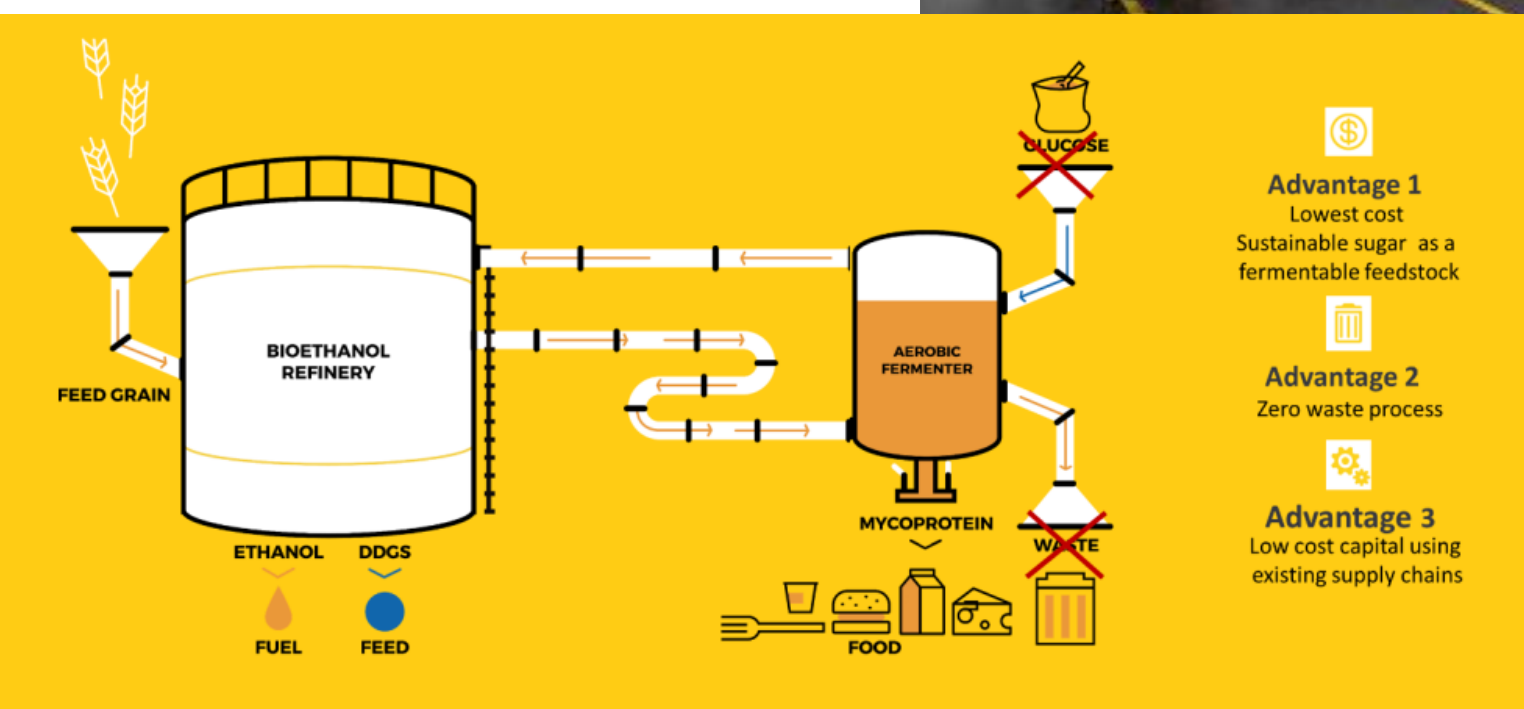 GLUCOSE
FEED GRAIN
BIOETHANOL
REFINERY
AEROBIC
FERMENTER
ETHANOL
DDGS
FUEL
FEED
MYCOPROTEIN
WASTE
FOOD
$
Advantage 1
Lowest cost
Sustainable sugar as a
fermentable feedstock
Advantage 2
Zero waste process
Advantage 3
Low cost capital using
existing supply chains